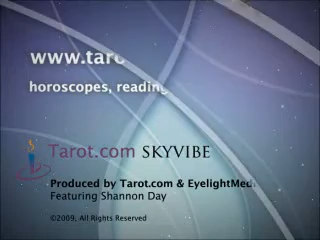 www.taro
horoscopes, reading
Tarot.com SKYVIBE
Produced by Tarot.com & EyelightMed
Featuring Shannon Day
©2009, All Rights Reserved